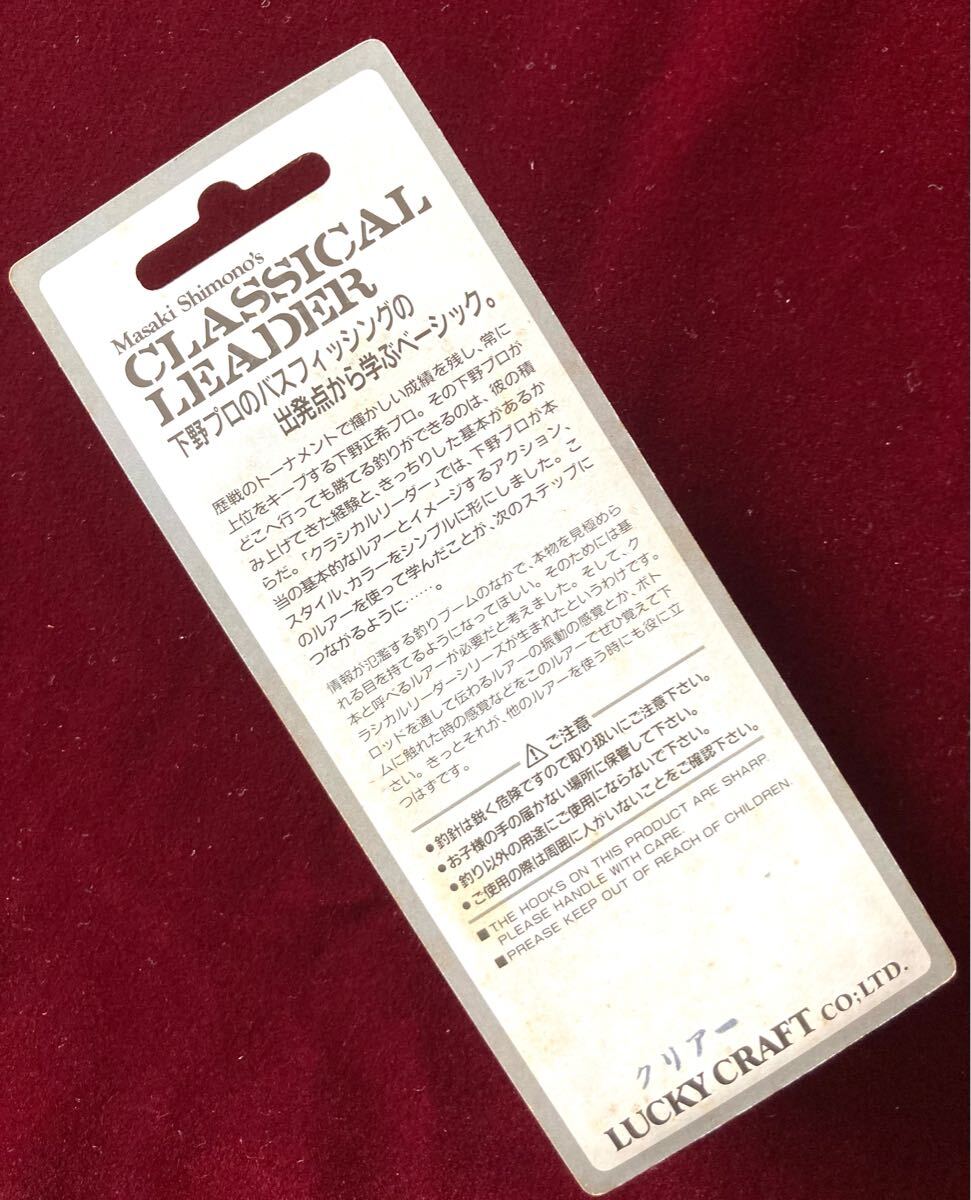 Masaki Shimono's
CLASSICAL
LEADER
下野プロのバスフィッシングの
出発点から学ぶベーシック。
歴戦のトーナメントで輝かしい成績を残し、常に
上位をキープする下野正希プロ。その下野プロが
どこへ行っても勝てる釣りができるのは、彼の積
み上げてきた経験と、きっちりした基本があるか
らだ。「クラシカルリーダー」では、下野プロが本
当の基本的なルアーとイメージするアクション、
スタイル、カラーをシンプルに形にしました。こ
のルアーを使って学んだことが、次のステップに
つながるように……。
情報が氾濫する釣りブームのなかで、本物を見極めら
れる目を持てるようになってほしい。そのためには基
本と呼べるルアーが必要だと考えました。そして、ク
ラシカルリーダーシリーズが生まれたというわけです。
ロッドを通して伝わるルアーの振動の感覚とか、ボト
ムに触れた時の感覚などをこのルアーでぜひ覚えて下
さい。きっとそれが、他のルアーを使う時にも役に立
つはずです。
⚠ご注意
●釣針は鋭く危険ですので取り扱いにご注意下さい。
●お子様の手の届かない場所に保管して下さい。
●釣り以外の用途にご使用にならないで下さい。
●ご使用の際は周囲に人がいないことをご確認下さい。
■THE HOOKS ON THIS PRODUCT ARE SHARP.
PLEASE HANDLE WITH CARE.
■PREASE KEEP OUT OF REACH OF CHILDREN.
クリアー
LUCKY CRAFT CO;LTD.